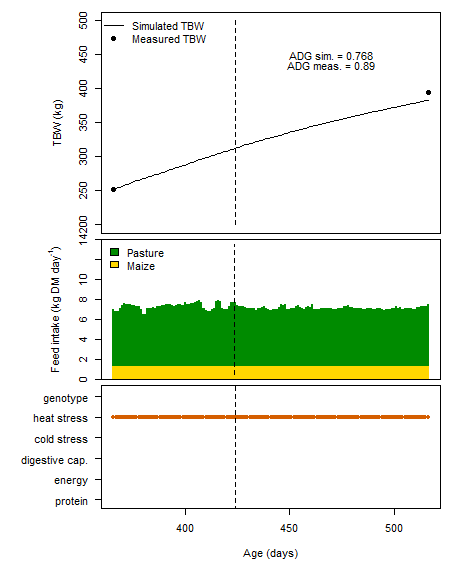 500
Simulated TBW
Measured TBW
450
ADG sim. = 0.768
ADG meas. = 0.89
400
TBW (kg)
350
300
250
200
14
Pasture
Maize
10
8
6
4
2
0
Feed intake (kg DM day⁻¹)
genotype
heat stress
cold stress
digestive cap.
energy
protein
400 450 500
Age (days)